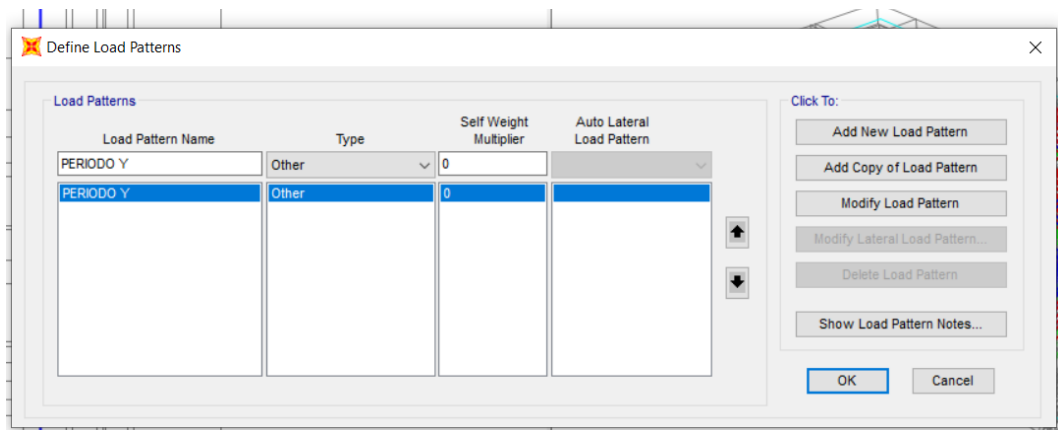 Define Load Patterns
Load Patterns
Click To:
Load Pattern Name
Type
Self Weight
Multiplier
Auto Lateral
Load Pattern
PERIODO Y
Other
0
PERIODO Y
Other
0
Add New Load Pattern
Add Copy of Load Pattern
Modify Load Pattern
Modify Lateral Load Pattern...
Delete Load Pattern
Show Load Pattern Notes...
OK
Cancel